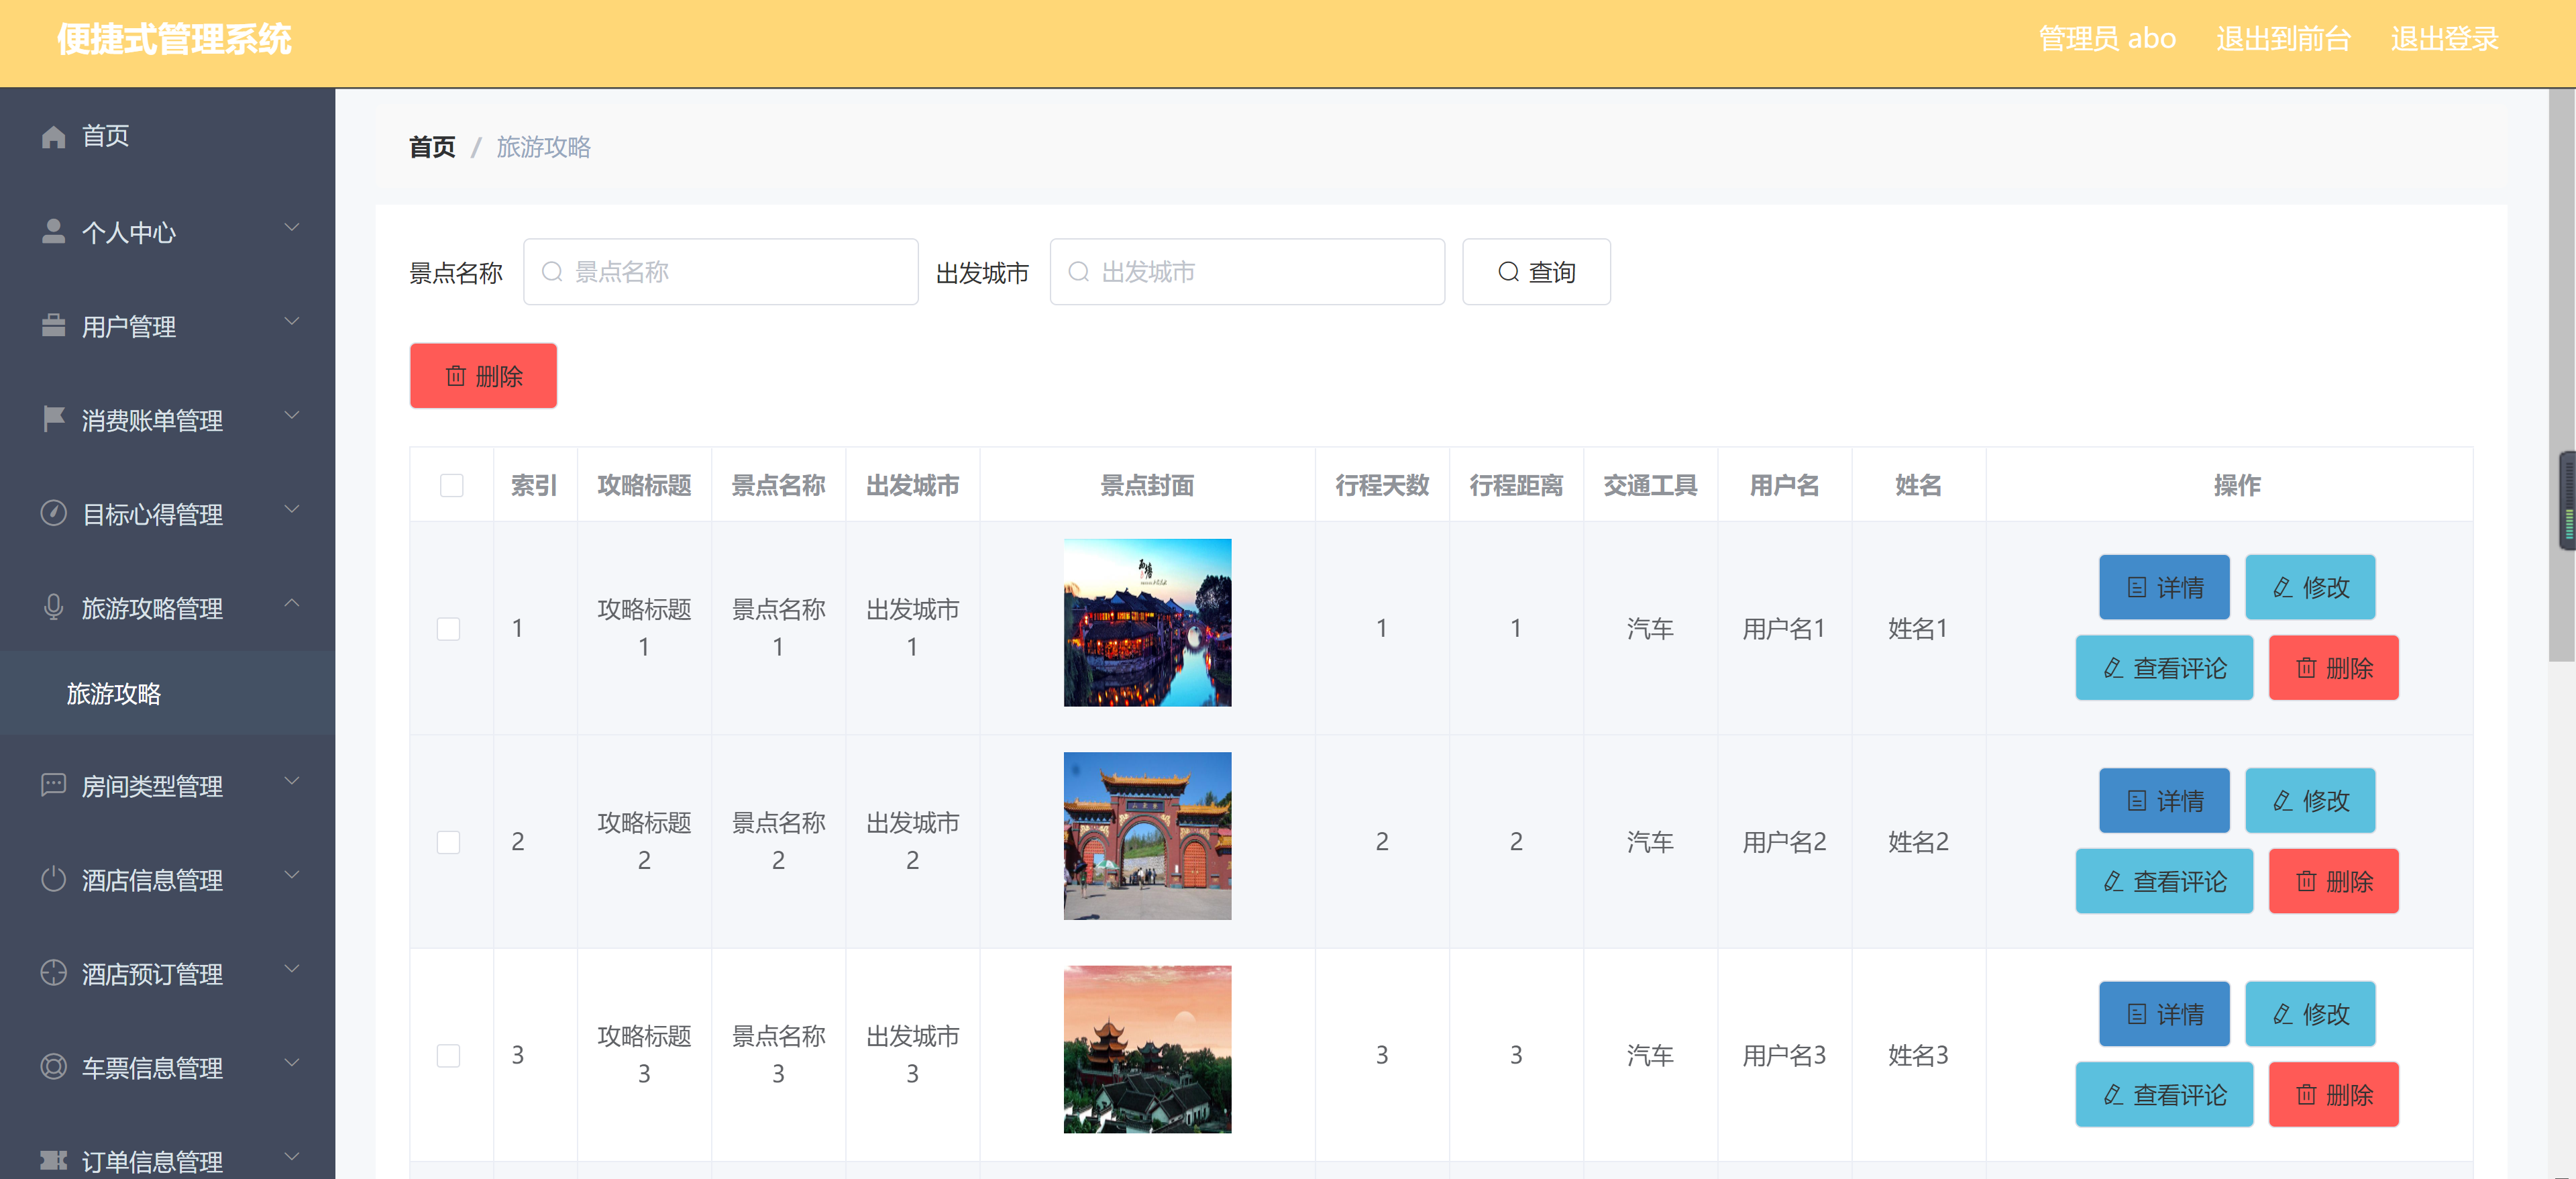 便捷式管理系统
管理员 abo 退出到前台 退出登录
首页
个人中心
用户管理
消费账单管理
目标心得管理
旅游攻略管理
旅游攻略
房间类型管理
酒店信息管理
酒店预订管理
车票信息管理
订单信息管理
首页 / 旅游攻略
景点名称 景点名称 出发城市 出发城市 查询
删除
索引 攻略标题 景点名称 出发城市 景点封面 行程天数 行程距离 交通工具 用户名 姓名 操作
1 攻略标题1 景点名称1 出发城市1 1 1 汽车 用户名1 姓名1
详情 修改
查看评论 删除
2 攻略标题2 景点名称2 出发城市2 2 2 汽车 用户名2 姓名2
详情 修改
查看评论 删除
3 攻略标题3 景点名称3 出发城市3 3 3 汽车 用户名3 姓名3
详情 修改
查看评论 删除